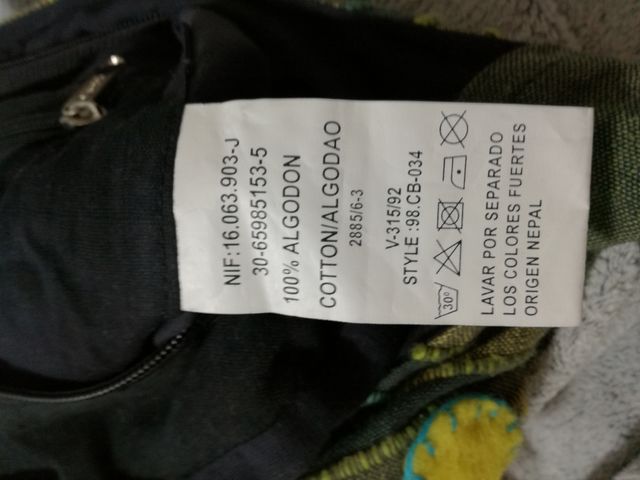 NIF:16.063.903-J
30-65985153-5
100% ALGODON
COTTON/ALGODAO
2885/6-3
V-315/92
STYLE :98.CB-034
30°
LAVAR POR SEPARADO
LOS COLORES FUERTES
ORIGEN NEPAL